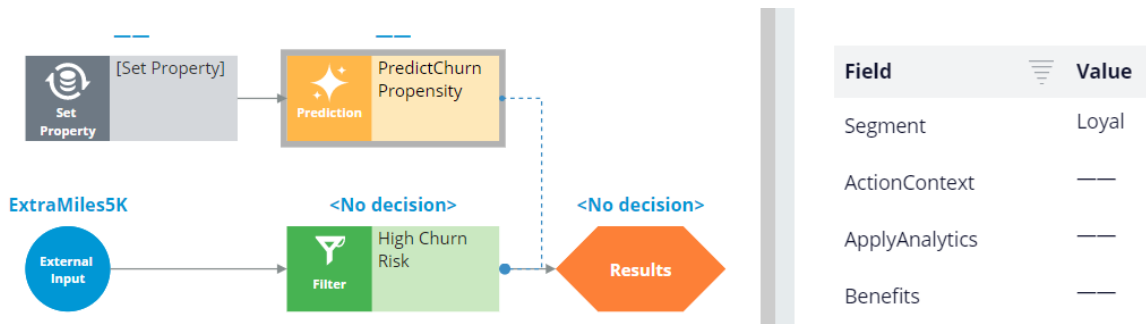 ——
——
[Set Property]
Set
Property
PredictChurn
Propensity
Prediction
ExtraMiles5K
<No decision>
<No decision>
External
Input
High Churn
Risk
Filter
Results
Field Value
Segment Loyal
ActionContext ——
ApplyAnalytics ——
Benefits ——